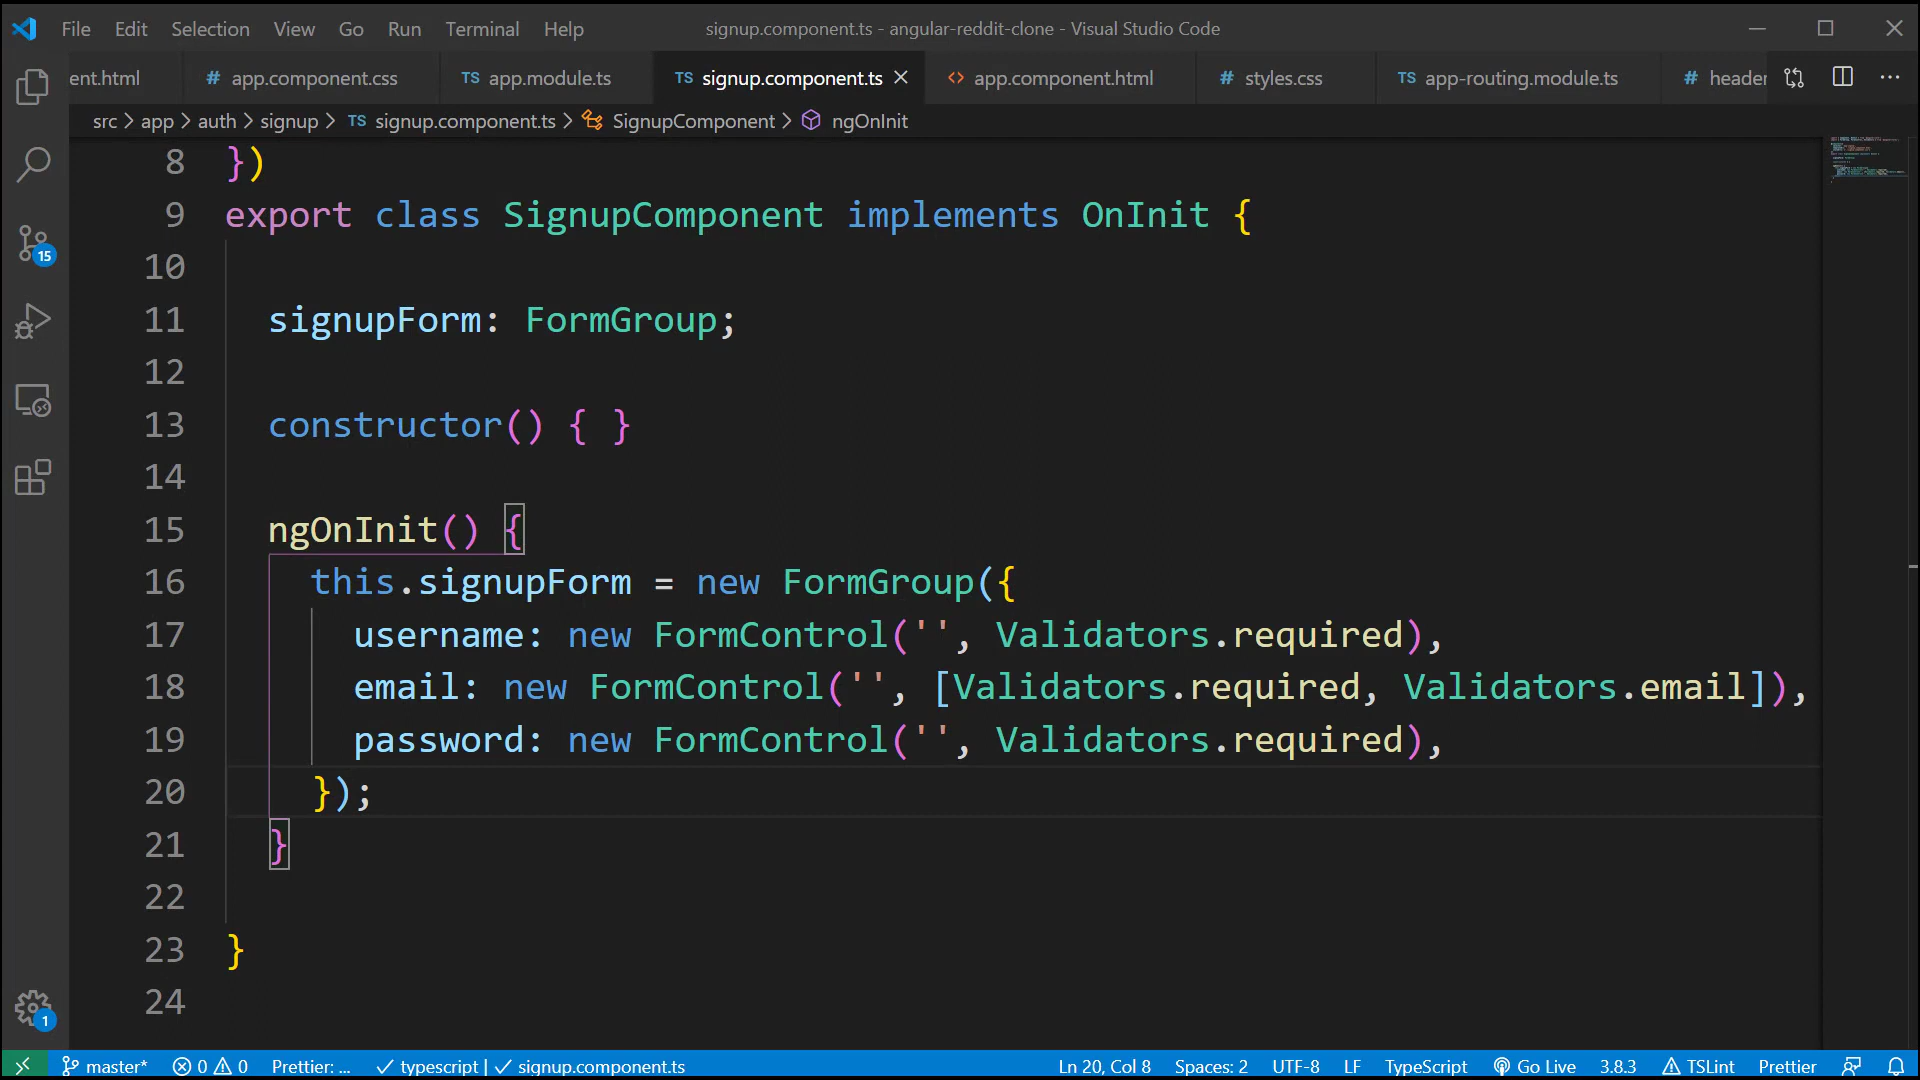 File Edit Selection View Go Run Terminal Help signup.component.ts - angular-reddit-clone - Visual Studio Code
ent.html # app.component.css TS app.module.ts TS signup.component.ts <> app.component.html # styles.css TS app-routing.module.ts # header
src > app > auth > signup > TS signup.component.ts > SignupComponent > ngOnInit
8 })
9 export class SignupComponent implements OnInit {
10
11 signupForm: FormGroup;
12
13 constructor() { }
14
15 ngOnInit() {
16 this.signupForm = new FormGroup({
17 username: new FormControl('', Validators.required),
18 email: new FormControl('', [Validators.required, Validators.email]),
19 password: new FormControl('', Validators.required),
20 });
21 }
22
23 }
24
15
1
master* 0 0 Prettier: ... typescript | signup.component.ts Ln 20, Col 8 Spaces: 2 UTF-8 LF TypeScript Go Live 3.8.3 TSLint Prettier